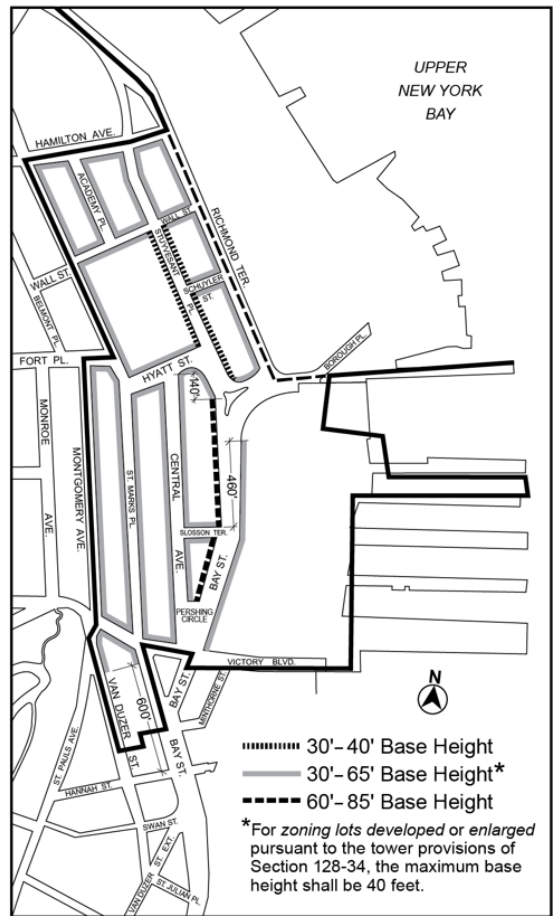 UPPER
NEW YORK
BAY
HAMILTON AVE.
ACADEMY PL.
WALL ST.
STUYVESANT
PL.
RICHMOND TER.
SCHUYLER
ST.
WALL ST.
BELMONT PL.
FORT PL.
HYATT ST.
BOROUGH PL.
140'
MONROE
AVE.
MONTGOMERY AVE.
ST. MARKS PL.
CENTRAL
AVE.
460'
SLOSSON TER.
BAY ST.
PERSHING
CIRCLE
VICTORY BLVD.
N
VAN DUZER
ST.
600'
BAY ST.
MINTHORNE ST.
BAY ST.
ST. PAULS AVE.
HANNAH ST.
SWAN ST.
VAN DUZER
ST. EXT.
ST. JULIAN PL.
30'–40' Base Height
30'–65' Base Height*
60'–85' Base Height
*For zoning lots developed or enlarged
pursuant to the tower provisions of
Section 128-34, the maximum base
height shall be 40 feet.